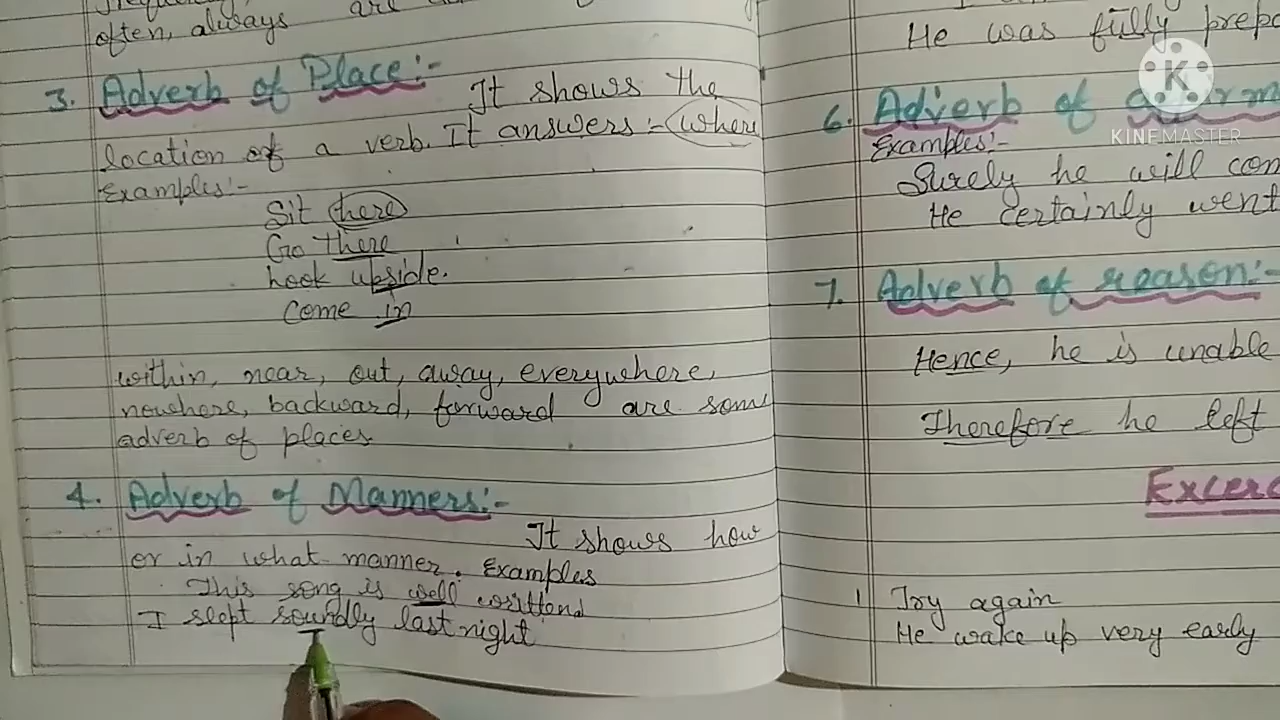 often, always are
3. Adverb of Place:-
It shows the
location of a verb. It answers :- where
Examples:-
Sit here
Go there
Look upside.
Come in
within, near, out, away, everywhere,
nowhere, backward, forward are some
adverb of places
4. Adverb of Manners:-
It shows how
or in what manner. Examples
This song is well writtend
I slept soundly last night
He was fully
6. Adverb of
Examples:-
Surely he will
He certainly went
7. Adverb of reason:-
Hence, he is unable
Therefore he left
1 Try again
He wake up very early
K
KINEMASTER